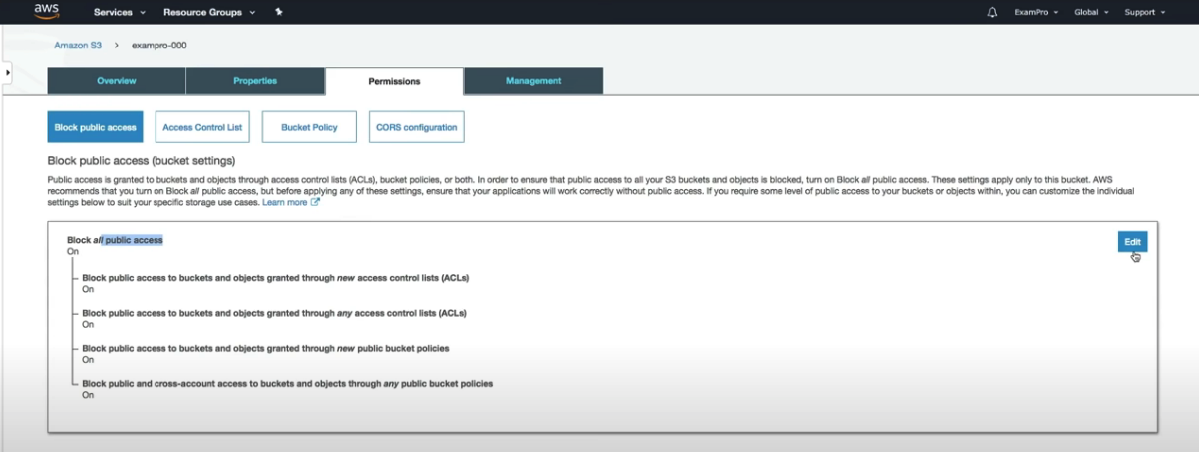 aws Services Resource Groups ExamPro Global Support
Amazon S3 > exampro-000
Overview Properties Permissions Management
Block public access Access Control List Bucket Policy CORS configuration
Block public access (bucket settings)
Public access is granted to buckets and objects through access control lists (ACLs), bucket policies, or both. In order to ensure that public access to all your S3 buckets and objects is blocked, turn on Block all public access. These settings apply only to this bucket. AWS
recommends that you turn on Block all public access, but before applying any of these settings, ensure that your applications will work correctly without public access. If you require some level of public access to your buckets or objects within, you can customize the individual
settings below to suit your specific storage use cases. Learn more
Block all public access
Edit
On
Block public access to buckets and objects granted through new access control lists (ACLs)
On
Block public access to buckets and objects granted through any access control lists (ACLs)
On
Block public access to buckets and objects granted through new public bucket policies
On
Block public and cross-account access to buckets and objects through any public bucket policies
On